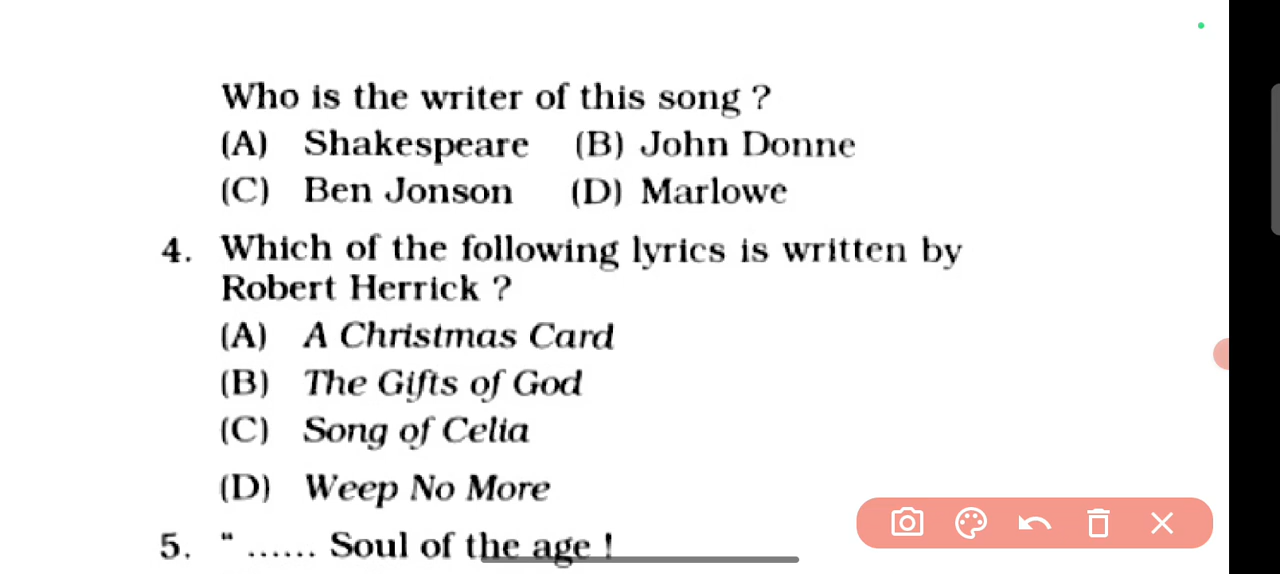 Who is the writer of this song ?
(A) Shakespeare (B) John Donne
(C) Ben Jonson (D) Marlowe
4. Which of the following lyrics is written by
Robert Herrick ?
(A) A Christmas Card
(B) The Gifts of God
(C) Song of Celia
(D) Weep No More
5. “ ...... Soul of the age !